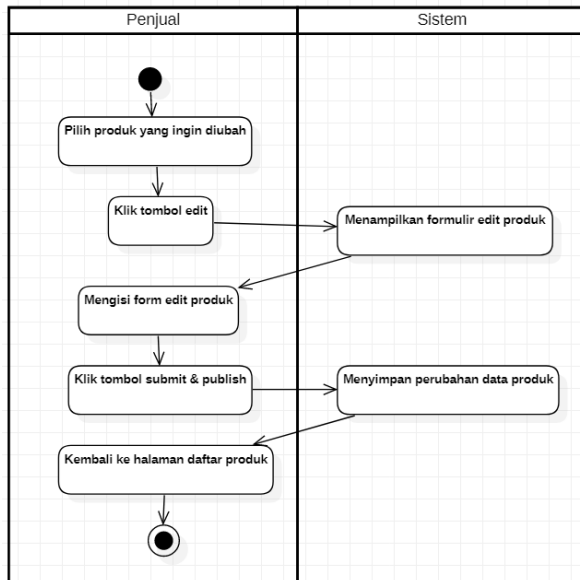 Penjual
Sistem
Pilih produk yang ingin diubah
Klik tombol edit
Menampilkan formulir edit produk
Mengisi form edit produk
Klik tombol submit & publish
Menyimpan perubahan data produk
Kembali ke halaman daftar produk